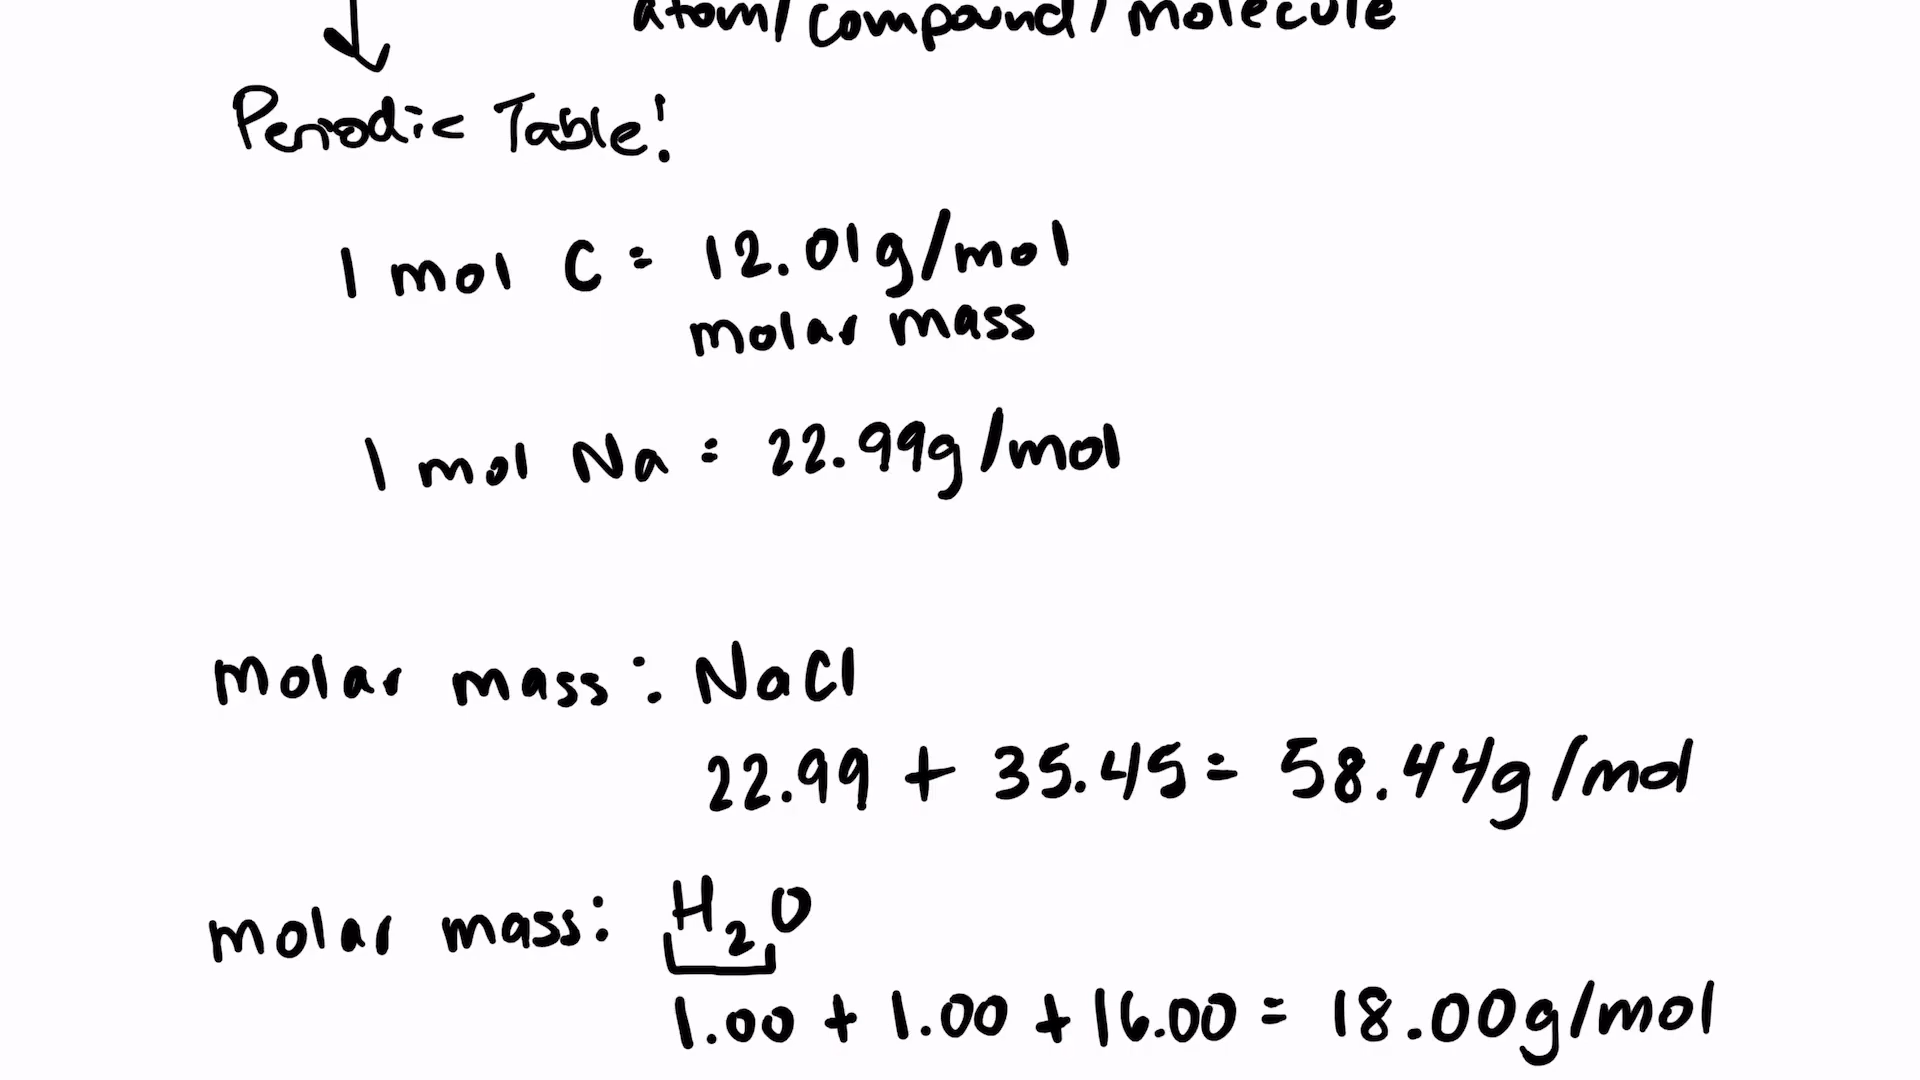 atom/compound/molecule
Periodic Table!
1 mol C = 12.01g/mol
molar mass
1 mol Na = 22.99g/mol
molar mass: NaCl
22.99 + 35.45 = 58.44g/mol
molar mass: H₂O
1.00 + 1.00 + 16.00 = 18.00g/mol